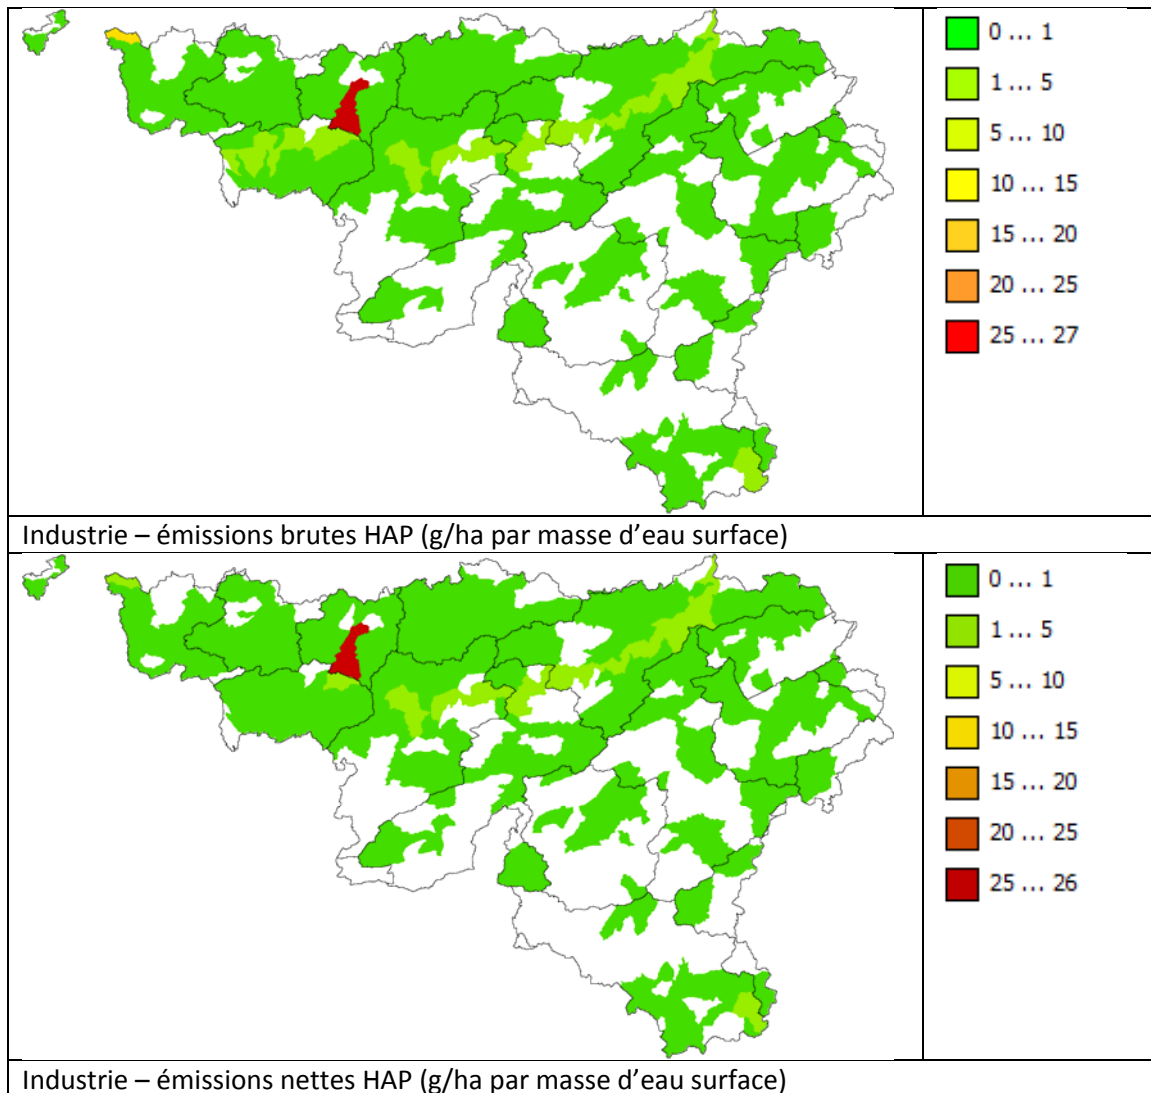 0 ... 1
1 ... 5
5 ... 10
10 ... 15
15 ... 20
20 ... 25
25 ... 27
Industrie – émissions brutes HAP (g/ha par masse d’eau surface)
0 ... 1
1 ... 5
5 ... 10
10 ... 15
15 ... 20
20 ... 25
25 ... 26
Industrie – émissions nettes HAP (g/ha par masse d’eau surface)